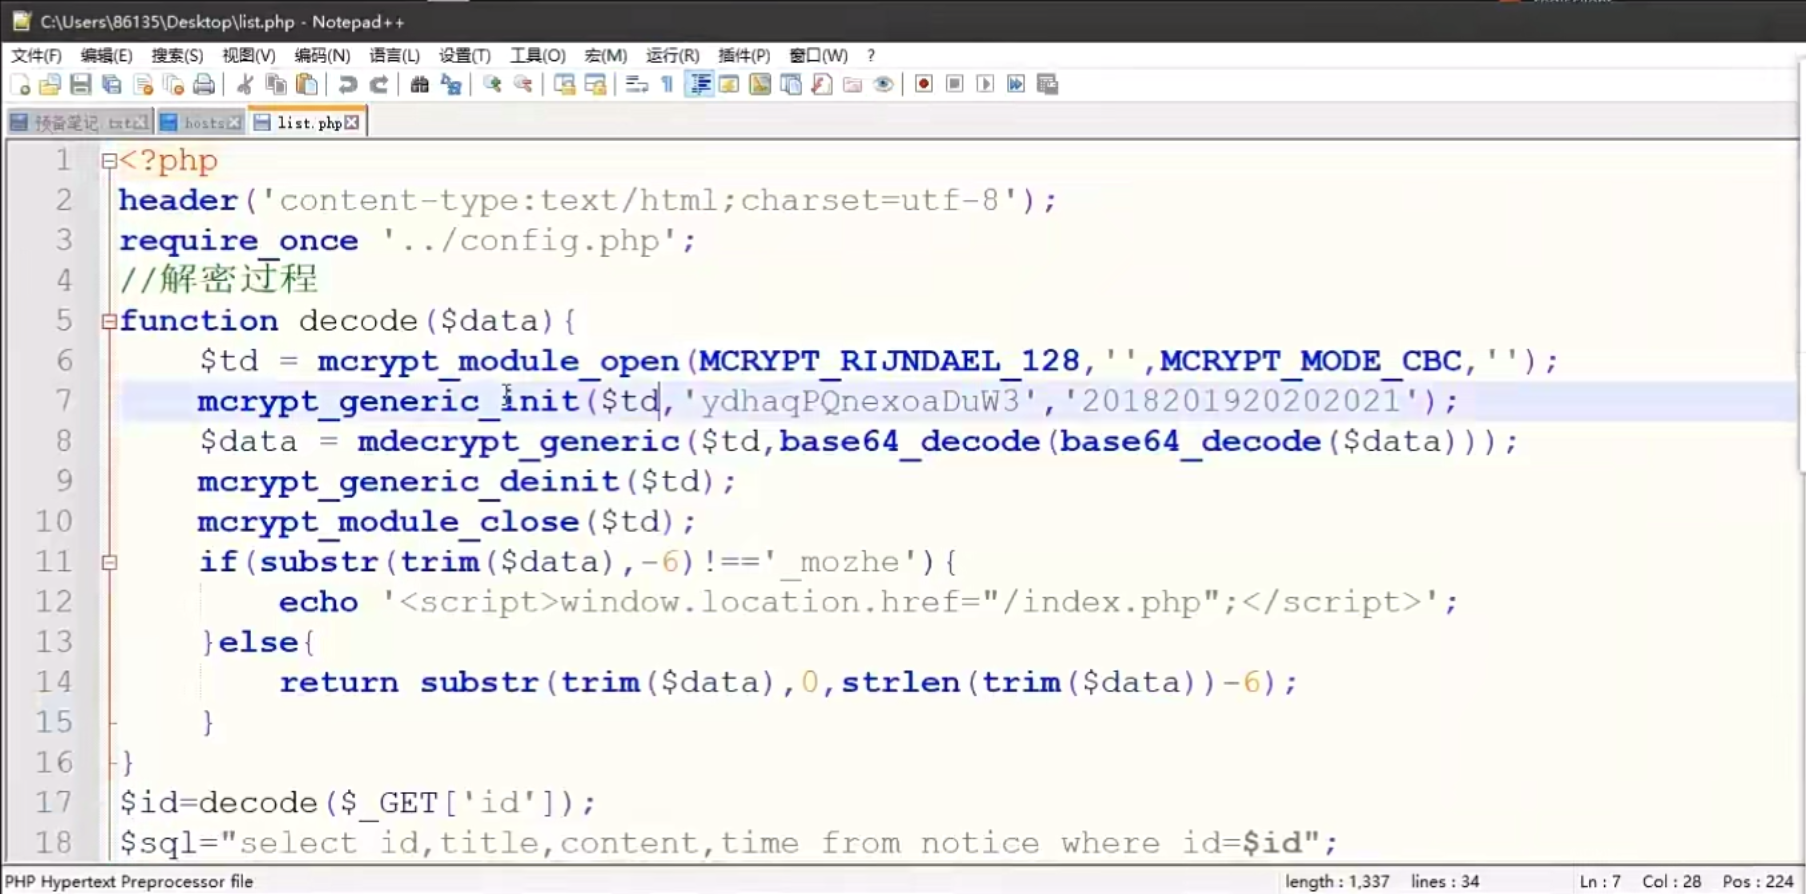 C:\Users\86135\Desktop\list.php - Notepad++
文件(F) 编辑(E) 搜索(S) 视图(V) 编码(N) 语言(L) 设置(T) 工具(O) 宏(M) 运行(R) 插件(P) 窗口(W) ?
预备笔记.txt hosts list.php
1 <?php
2 header('content-type:text/html;charset=utf-8');
3 require_once '../config.php';
4 //解密过程
5 function decode($data){
6 $td = mcrypt_module_open(MCRYPT_RIJNDAEL_128,'',MCRYPT_MODE_CBC,'');
7 mcrypt_generic_init($td,'ydhaqPQnexoaDuW3','2018201920202021');
8 $data = mdecrypt_generic($td,base64_decode(base64_decode($data)));
9 mcrypt_generic_deinit($td);
10 mcrypt_module_close($td);
11 if(substr(trim($data),-6)!=='_mozhe'){
12 echo '<script>window.location.href="/index.php";</script>';
13 }else{
14 return substr(trim($data),0,strlen(trim($data))-6);
15 }
16 }
17 $id=decode($_GET['id']);
18 $sql="select id,title,content,time from notice where id=$id";
PHP Hypertext Preprocessor file length : 1,337 lines : 34 Ln : 7 Col : 28 Pos : 224